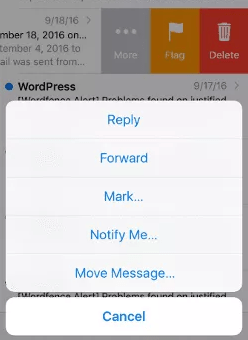 9/18/16
mber 18, 2016 on...
tember 4, 2016 to
ail was sent from...
More
Flag
Delete
WordPress
9/17/16
[Wordfence Alert] Problems found on justified
Reply
Forward
Mark...
Notify Me...
Move Message...
[Wordfence Alert] Problems found on justified
Cancel